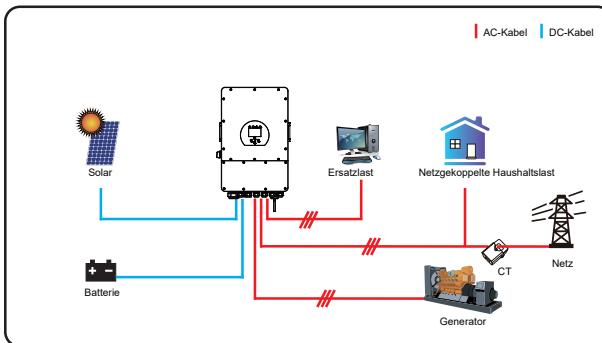 AC-Kabel
DC-Kabel
Solar
Ersatzlast
Netzgekoppelte Haushaltslast
CT
Netz
Batterie
Generator